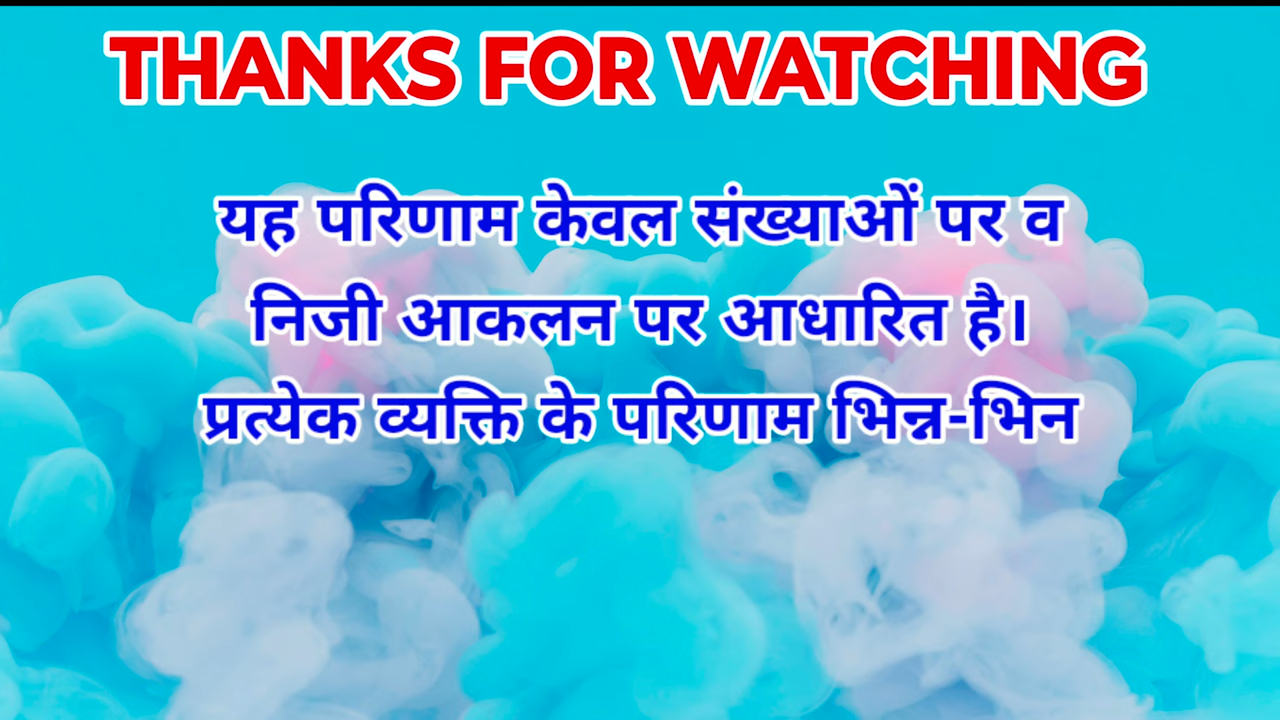 THANKS FOR WATCHING
यह परिणाम केवल संख्याओं पर व
निजी आकलन पर आधारित है।
प्रत्येक व्यक्ति के परिणाम भिन्न-भिन